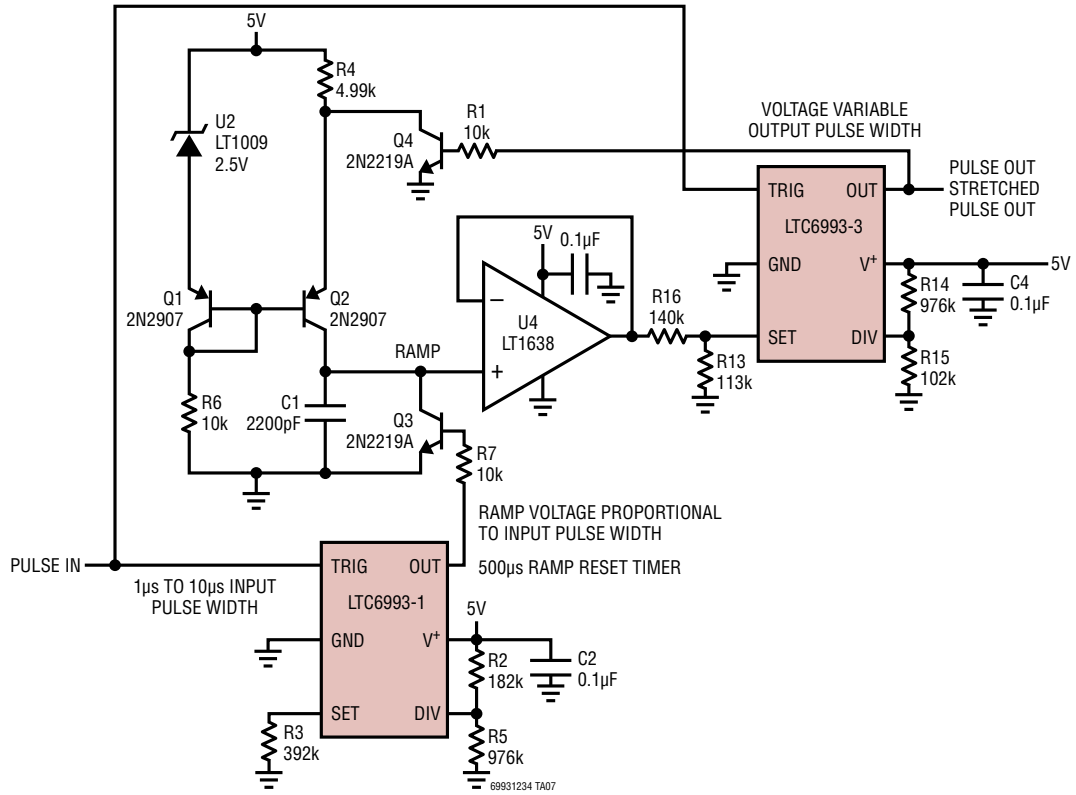 5V
R4
4.99k
U2
LT1009
2.5V
Q4
2N2219A
R1
10k
VOLTAGE VARIABLE
OUTPUT PULSE WIDTH
TRIG
OUT
PULSE OUT
STRETCHED
PULSE OUT
LTC6993-3
GND
V+
5V
R14
976k
C4
0.1µF
SET
DIV
R15
102k
Q1
2N2907
Q2
2N2907
5V
0.1µF
−
U4
LT1638
+
R16
140k
R13
113k
RAMP
R6
10k
C1
2200pF
Q3
2N2219A
R7
10k
RAMP VOLTAGE PROPORTIONAL
TO INPUT PULSE WIDTH
500µs RAMP RESET TIMER
PULSE IN
1µs TO 10µs INPUT
PULSE WIDTH
TRIG
OUT
LTC6993-1
GND
V+
5V
R2
182k
C2
0.1µF
SET
DIV
R3
392k
R5
976k
69931234 TA07